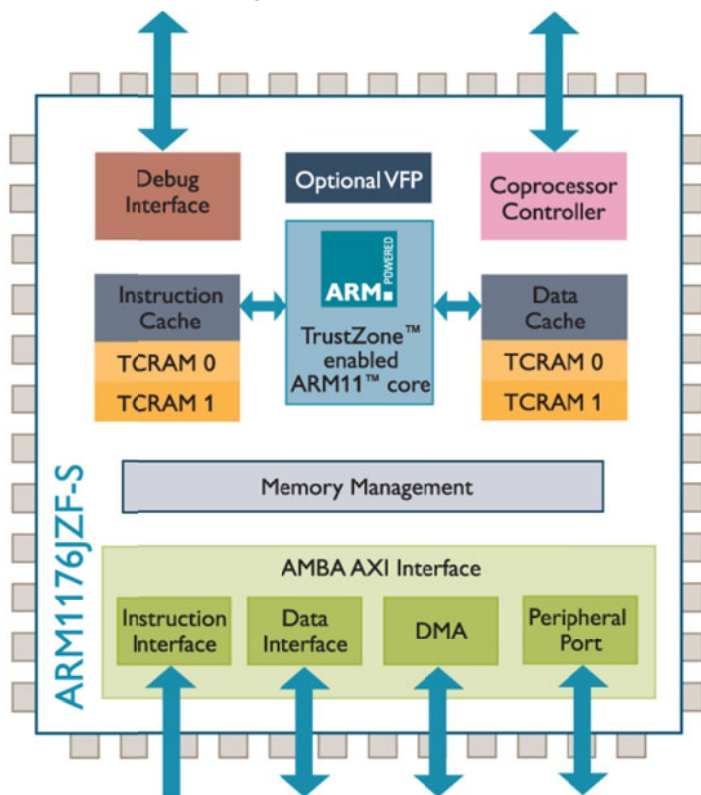 Debug
Interface
Optional VFP
Coprocessor
Controller
Instruction
Cache
TCRAM 0
TCRAM 1
ARM
POWERED
TrustZone™
enabled
ARM11™ core
Data
Cache
TCRAM 0
TCRAM 1
Memory Management
ARM1176JZF-S
AMBA AXI Interface
Instruction
Interface
Data
Interface
DMA
Peripheral
Port